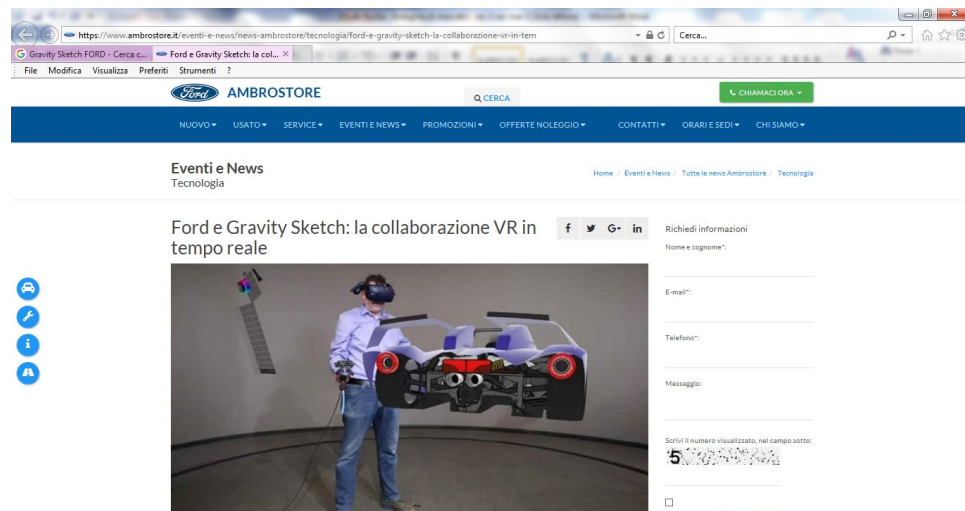 https://www.ambrostore.it/eventi-e-news/news-ambrostore/tecnologia/ford-e-gravity-sketch-la-collaborazione-vr-in-tem
Cerca...
G Gravity Sketch FORD - Cerca c...
Ford e Gravity Sketch: la col...
File Modifica Visualizza Preferiti Strumenti ?
Ford AMBROSTORE
CERCA
CHIAMACI ORA
NUOVO USATO SERVICE EVENTI E NEWS PROMOZIONI OFFERTE NOLEGGIO CONTATTI ORARI E SEDI CHI SIAMO
Eventi e News
Tecnologia
Home / Eventi e News / Tutte le news Ambrostore / Tecnologia
Ford e Gravity Sketch: la collaborazione VR in
tempo reale
f G+ in
Richiedi informazioni
Nome e cognome*:
E-mail*:
Telefono*:
Messaggio:
Scrivi il numero visualizzato, nel campo sotto:
5